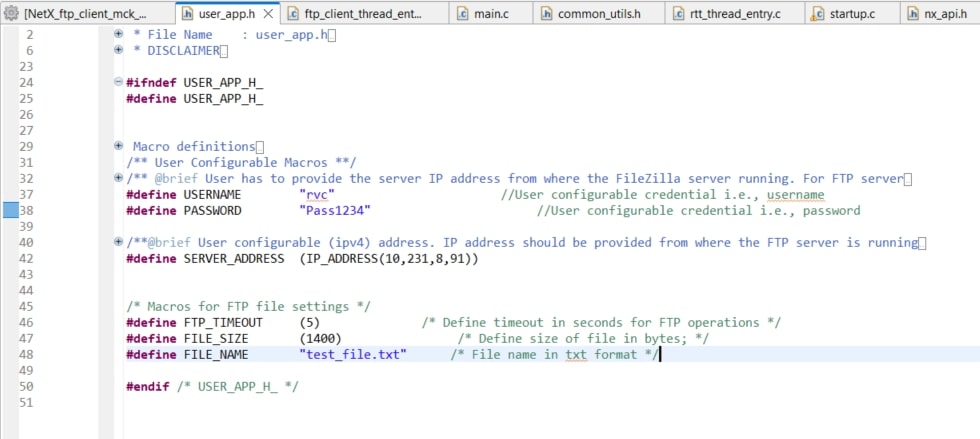 [NetX_ftp_client_mck_... user_app.h ftp_client_thread_ent... main.c common_utils.h rtt_thread_entry.c startup.c nx_api.h
2 * File Name : user_app.h
6 * DISCLAIMER
23
24 #ifndef USER_APP_H_
25 #define USER_APP_H_
26
27
29 Macro definitions
31 /** User Configurable Macros **/
32 /** @brief User has to provide the server IP address from where the FileZilla server running. For FTP server
37 #define USERNAME "rvc" //User configurable credential i.e., username
38 #define PASSWORD "Pass1234" //User configurable credential i.e., password
39
40 /**@brief User configurable (ipv4) address. IP address should be provided from where the FTP server is running
42 #define SERVER_ADDRESS (IP_ADDRESS(10,231,8,91))
43
44
45 /* Macros for FTP file settings */
46 #define FTP_TIMEOUT (5) /* Define timeout in seconds for FTP operations */
47 #define FILE_SIZE (1400) /* Define size of file in bytes; */
48 #define FILE_NAME "test_file.txt" /* File name in txt format */
49
50 #endif /* USER_APP_H_ */
51